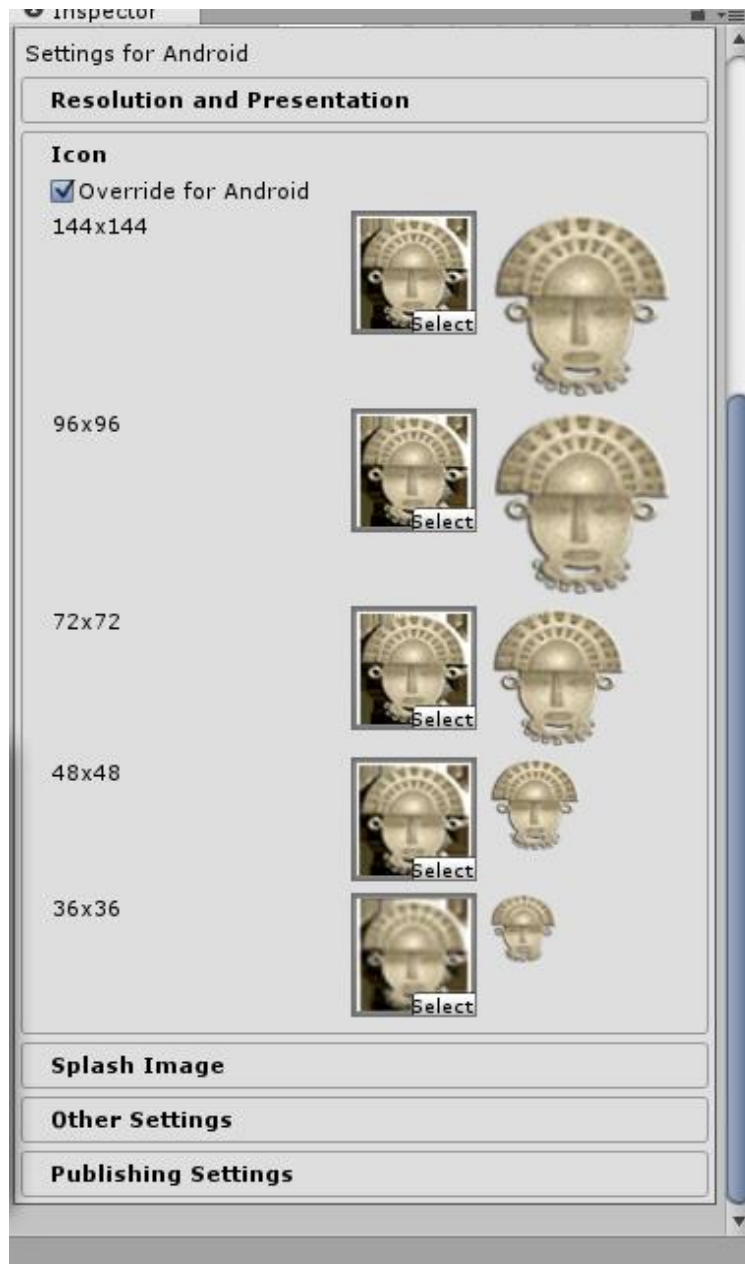 Inspector
Settings for Android
Resolution and Presentation
Icon
Override for Android
144x144
Select
96x96
Select
72x72
Select
48x48
Select
36x36
Select
Splash Image
Other Settings
Publishing Settings